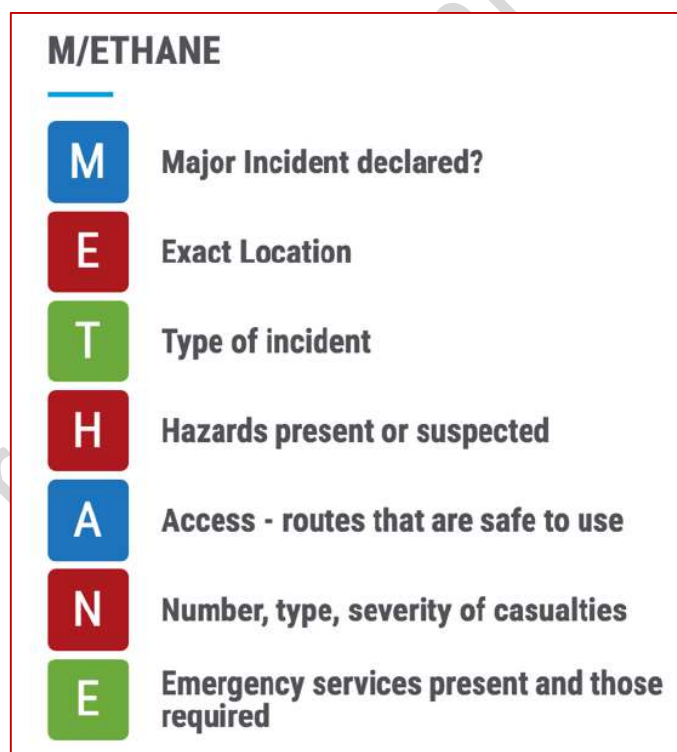 M/ETHANE
M Major Incident declared?
E Exact Location
T Type of incident
H Hazards present or suspected
A Access - routes that are safe to use
N Number, type, severity of casualties
E Emergency services present and those
required